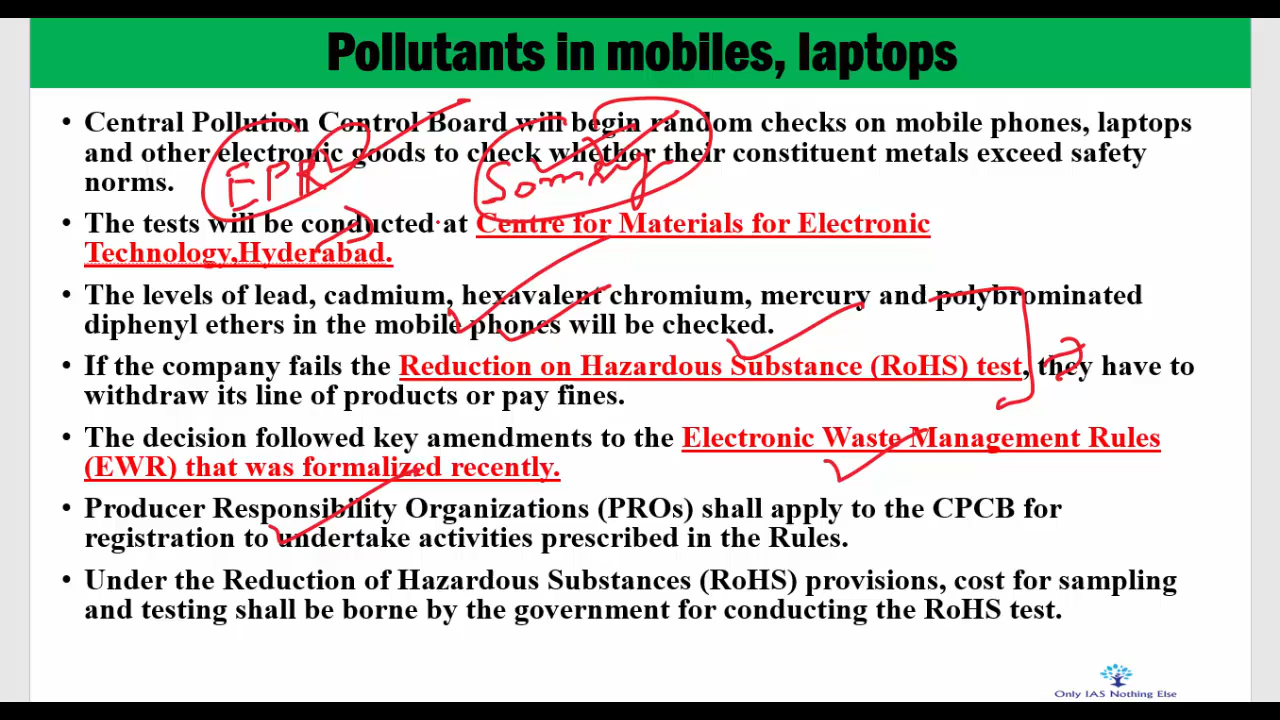 Pollutants in mobiles, laptops
• Central Pollution Control Board will begin random checks on mobile phones, laptops
and other electronic goods to check whether their constituent metals exceed safety
norms.
EPR
• The tests will be conducted at Centre for Materials for Electronic
Technology,Hyderabad.
• The levels of lead, cadmium, hexavalent chromium, mercury and polybrominated
diphenyl ethers in the mobile phones will be checked.
• If the company fails the Reduction on Hazardous Substance (RoHS) test, they have to
withdraw its line of products or pay fines.
• The decision followed key amendments to the Electronic Waste Management Rules
(EWR) that was formalized recently.
• Producer Responsibility Organizations (PROs) shall apply to the CPCB for
registration to undertake activities prescribed in the Rules.
• Under the Reduction of Hazardous Substances (RoHS) provisions, cost for sampling
and testing shall be borne by the government for conducting the RoHS test.
Only IAS Nothing Else